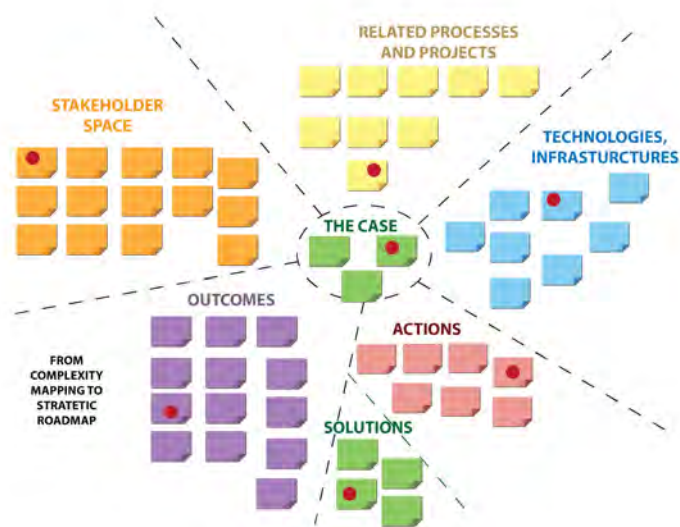 RELATED PROCESSES
AND PROJECTS
STAKEHOLDER
SPACE
TECHNOLOGIES,
INFRASTURCTURES
THE CASE
OUTCOMES
ACTIONS
FROM
COMPLEXITY
MAPPING TO
STRATETIC
ROADMAP
SOLUTIONS